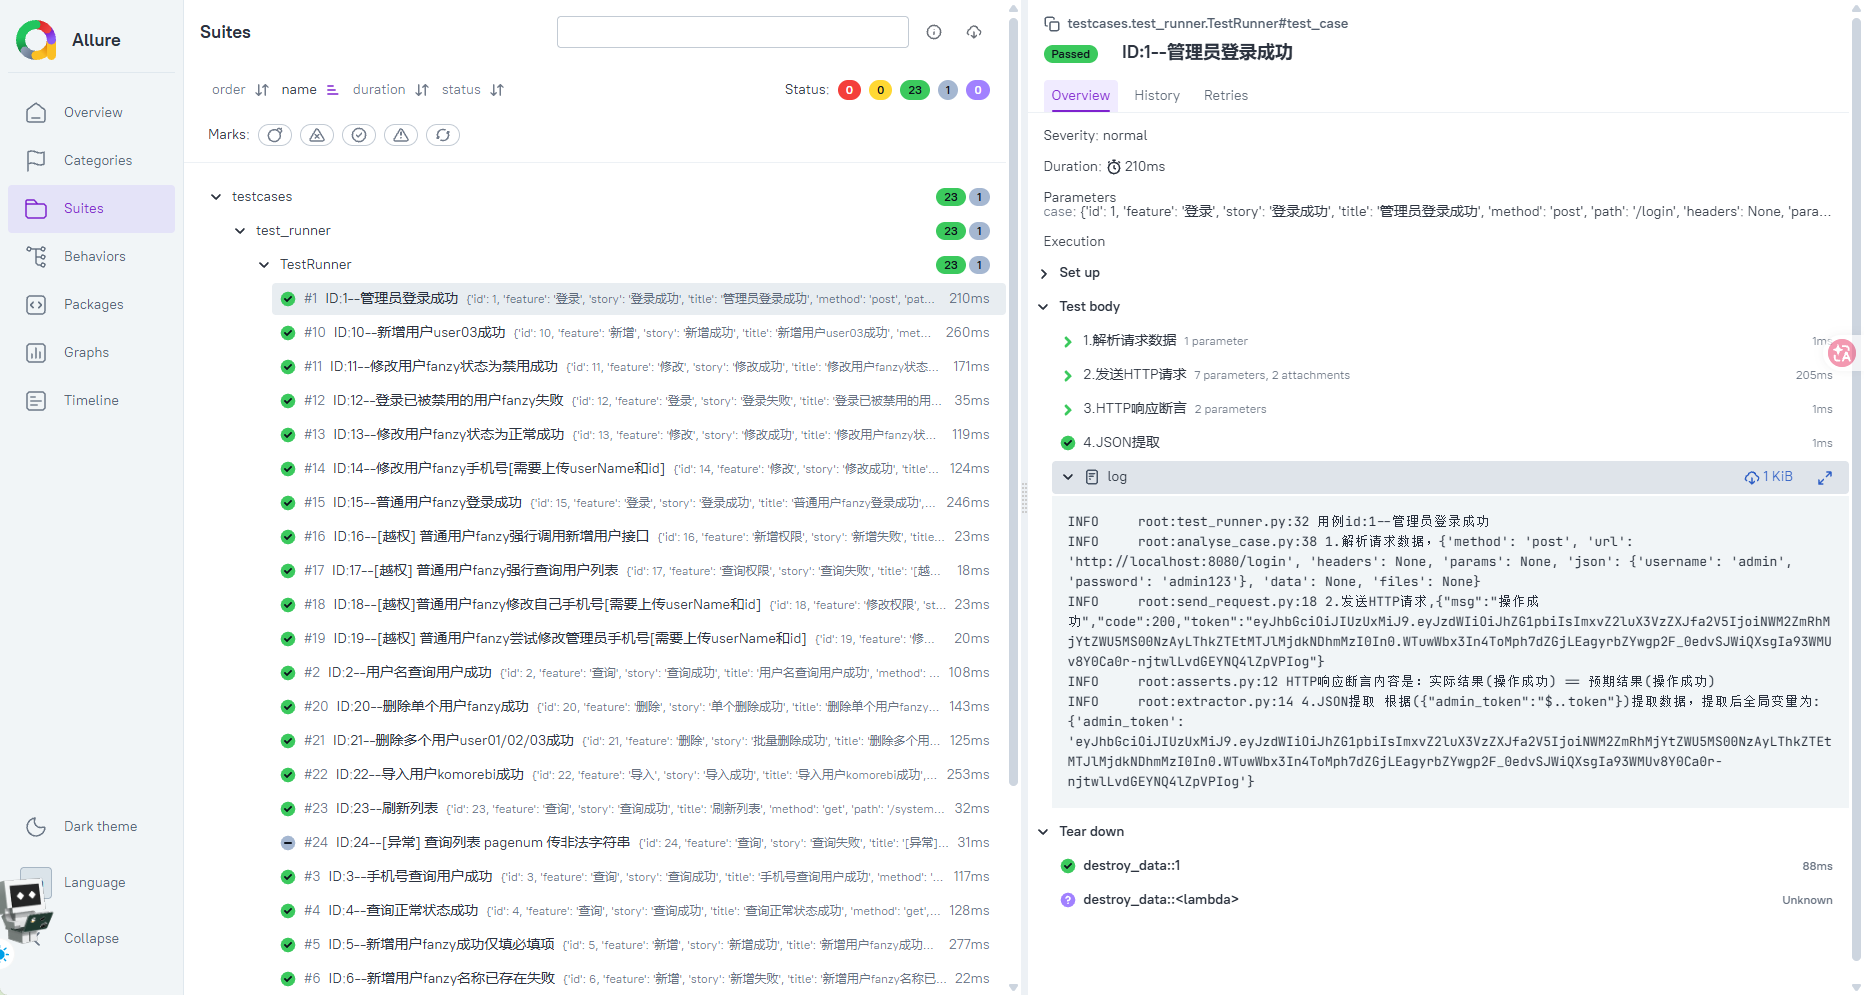 Allure
Overview
Categories
Suites
Behaviors
Packages
Graphs
Timeline
Dark theme
Language
Collapse
Suites
order name duration status
Status: 0 0 23 1 0
Marks:
testcases 23 1
test_runner 23 1
TestRunner 23 1
#1 ID:1--管理员登录成功 {'id': 1, 'feature': '登录', 'story': '登录成功', 'title': '管理员登录成功', 'method': 'post', 'pat... 210ms
#10 ID:10--新增用户user03成功 {'id': 10, 'feature': '新增', 'story': '新增成功', 'title': '新增用户user03成功', 'met... 260ms
#11 ID:11--修改用户fanzy状态为禁用成功 {'id': 11, 'feature': '修改', 'story': '修改成功', 'title': '修改用户fanzy状态... 171ms
#12 ID:12--登录已被禁用的用户fanzy失败 {'id': 12, 'feature': '登录', 'story': '登录失败', 'title': '登录已被禁用的用... 35ms
#13 ID:13--修改用户fanzy状态为正常成功 {'id': 13, 'feature': '修改', 'story': '修改成功', 'title': '修改用户fanzy状... 119ms
#14 ID:14--修改用户fanzy手机号[需要上传userName和id] {'id': 14, 'feature': '修改', 'story': '修改成功', 'title':... 124ms
#15 ID:15--普通用户fanzy登录成功 {'id': 15, 'feature': '登录', 'story': '登录成功', 'title': '普通用户fanzy登录成功',... 246ms
#16 ID:16--[越权] 普通用户fanzy强行调用新增用户接口 {'id': 16, 'feature': '新增权限', 'story': '新增失败', 'title... 23ms
#17 ID:17--[越权] 普通用户fanzy强行查询用户列表 {'id': 17, 'feature': '查询权限', 'story': '查询失败', 'title': '[越... 18ms
#18 ID:18--[越权]普通用户fanzy修改自己手机号[需要上传userName和id] {'id': 18, 'feature': '修改权限', 'st... 23ms
#19 ID:19--[越权] 普通用户fanzy尝试修改管理员手机号[需要上传userName和id] {'id': 19, 'feature': '修... 20ms
#2 ID:2--用户名查询用户成功 {'id': 2, 'feature': '查询', 'story': '查询成功', 'title': '用户名查询用户成功', 'method': ... 108ms
#20 ID:20--删除单个用户fanzy成功 {'id': 20, 'feature': '删除', 'story': '单个删除成功', 'title': '删除单个用户fanzy... 143ms
#21 ID:21--删除多个用户user01/02/03成功 {'id': 21, 'feature': '删除', 'story': '批量删除成功', 'title': '删除多个用... 125ms
#22 ID:22--导入用户komorebi成功 {'id': 22, 'feature': '导入', 'story': '导入成功', 'title': '导入用户komorebi成功',... 253ms
#23 ID:23--刷新列表 {'id': 23, 'feature': '查询', 'story': '查询成功', 'title': '刷新列表', 'method': 'get', 'path': '/system... 32ms
#24 ID:24--[异常] 查询列表 pagenum 传非法字符串 {'id': 24, 'feature': '查询', 'story': '查询失败', 'title': '[异常]... 31ms
#3 ID:3--手机号查询用户成功 {'id': 3, 'feature': '查询', 'story': '查询成功', 'title': '手机号查询用户成功', 'method': '... 117ms
#4 ID:4--查询正常状态成功 {'id': 4, 'feature': '查询', 'story': '查询成功', 'title': '查询正常状态成功', 'method': 'get',... 128ms
#5 ID:5--新增用户fanzy成功仅填必填项 {'id': 5, 'feature': '新增', 'story': '新增成功', 'title': '新增用户fanzy成功... 277ms
#6 ID:6--新增用户fanzy名称已存在失败 {'id': 6, 'feature': '新增', 'story': '新增失败', 'title': '新增用户fanzy名称已... 22ms
testcases.test_runner.TestRunner#test_case
Passed ID:1--管理员登录成功
Overview History Retries
Severity: normal
Duration: 210ms
Parameters
case: {'id': 1, 'feature': '登录', 'story': '登录成功', 'title': '管理员登录成功', 'method': 'post', 'path': '/login', 'headers': None, 'para...
Execution
Set up
Test body
1.解析请求数据 1 parameter 1ms
2.发送HTTP请求 7 parameters, 2 attachments 205ms
3.HTTP响应断言 2 parameters 1ms
4.JSON提取 1ms
log 1 KiB
INFO root:test_runner.py:32 用例id:1--管理员登录成功
INFO root:analyse_case.py:38 1.解析请求数据，{'method': 'post', 'url':
'http://localhost:8080/login', 'headers': None, 'params': None, 'json': {'username': 'admin',
'password': 'admin123'}, 'data': None, 'files': None}
INFO root:send_request.py:18 2.发送HTTP请求,{"msg":"操作成
功","code":200,"token":"eyJhbGciOiJIUzUxMiJ9.eyJzdWIiOiJhZG1pbiIsImxvZ2luX3VzZXJfa2V5IjoiNWM2ZmRhM
jYtZWU5MS00NzAyLThkZTEtMTJlMjdkNDhmMzI0In0.WTuwWbx3In4ToMph7dZGjLEagyrbZYwgp2F_0edvSJWiQXsgIa93WMU
v8Y0Ca0r-njtwlLvdGEYNQ4lZpVPIog"}
INFO root:asserts.py:12 HTTP响应断言内容是: 实际结果(操作成功) == 预期结果(操作成功)
INFO root:extractor.py:14 4.JSON提取 根据({"admin_token":"$..token"})提取数据，提取后全局变量为:
{'admin_token':
'eyJhbGciOiJIUzUxMiJ9.eyJzdWIiOiJhZG1pbiIsImxvZ2luX3VzZXJfa2V5IjoiNWM2ZmRhMjYtZWU5MS00NzAyLThkZTEt
MTJlMjdkNDhmMzI0In0.WTuwWbx3In4ToMph7dZGjLEagyrbZYwgp2F_0edvSJWiQXsgIa93WMUv8Y0Ca0r-
njtwlLvdGEYNQ4lZpVPIog'}
Tear down
destroy_data::1 88ms
destroy_data::<lambda> Unknown